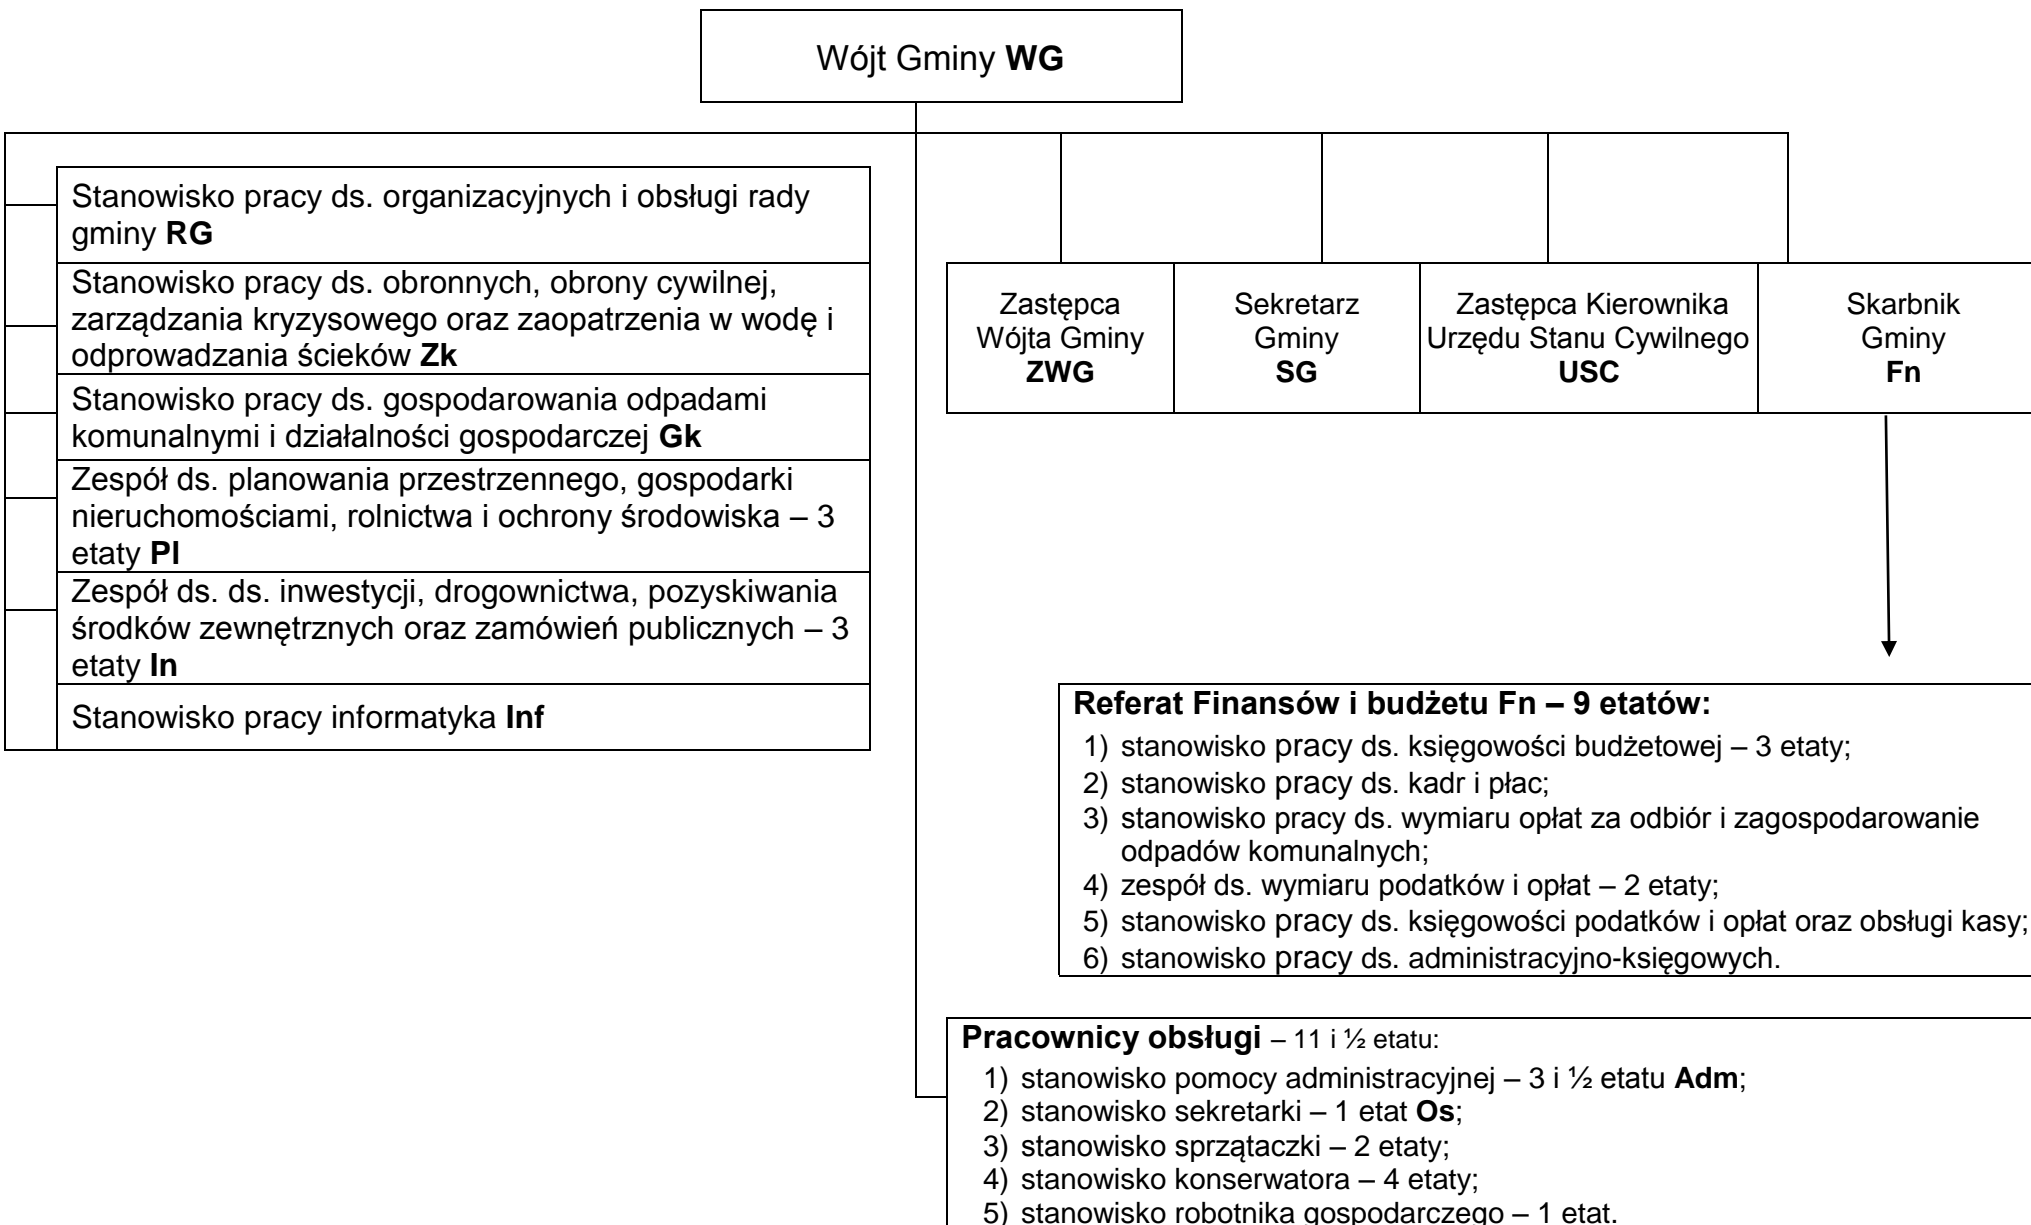 Wójt Gminy WG
Stanowisko pracy ds. organizacyjnych i obsługi rady
gminy RG
Stanowisko pracy ds. obronnych, obrony cywilnej,
zarządzania kryzysowego oraz zaopatrzenia w wodę i
odprowadzania ścieków Zk
Stanowisko pracy ds. gospodarowania odpadami
komunalnymi i działalności gospodarczej Gk
Zespół ds. planowania przestrzennego, gospodarki
nieruchomościami, rolnictwa i ochrony środowiska – 3
etaty Pl
Zespół ds. ds. inwestycji, drogownictwa, pozyskiwania
środków zewnętrznych oraz zamówień publicznych – 3
etaty In
Stanowisko pracy informatyka Inf
Zastępca
Wójta Gminy
ZWG
Sekretarz
Gminy
SG
Zastępca Kierownika
Urzędu Stanu Cywilnego
USC
Skarbnik
Gminy
Fn
Referat Finansów i budżetu Fn – 9 etatów:
1) stanowisko pracy ds. księgowości budżetowej – 3 etaty;
2) stanowisko pracy ds. kadr i płac;
3) stanowisko pracy ds. wymiaru opłat za odbiór i zagospodarowanie
odpadów komunalnych;
4) zespół ds. wymiaru podatków i opłat – 2 etaty;
5) stanowisko pracy ds. księgowości podatków i opłat oraz obsługi kasy;
6) stanowisko pracy ds. administracyjno-księgowych.
Pracownicy obsługi – 11 i ½ etatu:
1) stanowisko pomocy administracyjnej – 3 i ½ etatu Adm;
2) stanowisko sekretarki – 1 etat Os;
3) stanowisko sprzątaczki – 2 etaty;
4) stanowisko konserwatora – 4 etaty;
5) stanowisko robotnika gospodarczego – 1 etat.